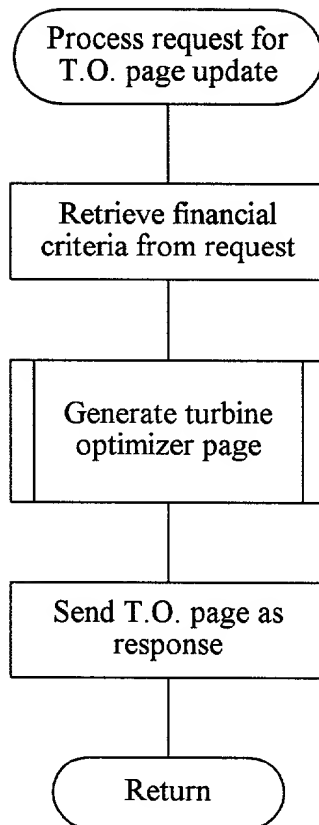 Process request for
T.O. page update
Retrieve financial
criteria from request
Generate turbine
optimizer page
Send T.O. page as
response
Return